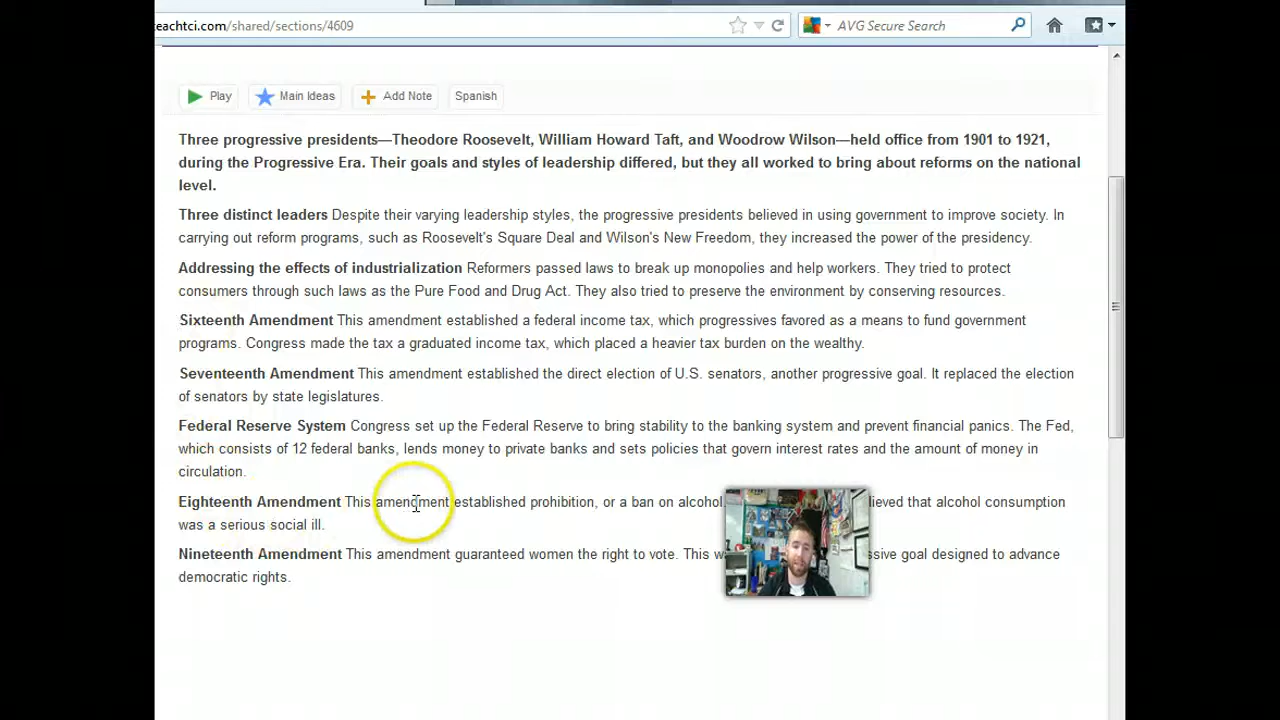 teachtci.com/shared/sections/4609
AVG Secure Search
Play
Main Ideas
Add Note
Spanish
Three progressive presidents—Theodore Roosevelt, William Howard Taft, and Woodrow Wilson—held office from 1901 to 1921,
during the Progressive Era. Their goals and styles of leadership differed, but they all worked to bring about reforms on the national
level.
Three distinct leaders Despite their varying leadership styles, the progressive presidents believed in using government to improve society. In
carrying out reform programs, such as Roosevelt's Square Deal and Wilson's New Freedom, they increased the power of the presidency.
Addressing the effects of industrialization Reformers passed laws to break up monopolies and help workers. They tried to protect
consumers through such laws as the Pure Food and Drug Act. They also tried to preserve the environment by conserving resources.
Sixteenth Amendment This amendment established a federal income tax, which progressives favored as a means to fund government
programs. Congress made the tax a graduated income tax, which placed a heavier tax burden on the wealthy.
Seventeenth Amendment This amendment established the direct election of U.S. senators, another progressive goal. It replaced the election
of senators by state legislatures.
Federal Reserve System Congress set up the Federal Reserve to bring stability to the banking system and prevent financial panics. The Fed,
which consists of 12 federal banks, lends money to private banks and sets policies that govern interest rates and the amount of money in
circulation.
Eighteenth Amendment This amendment established prohibition, or a ban on alcohol. that alcohol consumption
was a serious social ill.
Nineteenth Amendment This amendment guaranteed women the right to vote. This goal designed to advance
democratic rights.